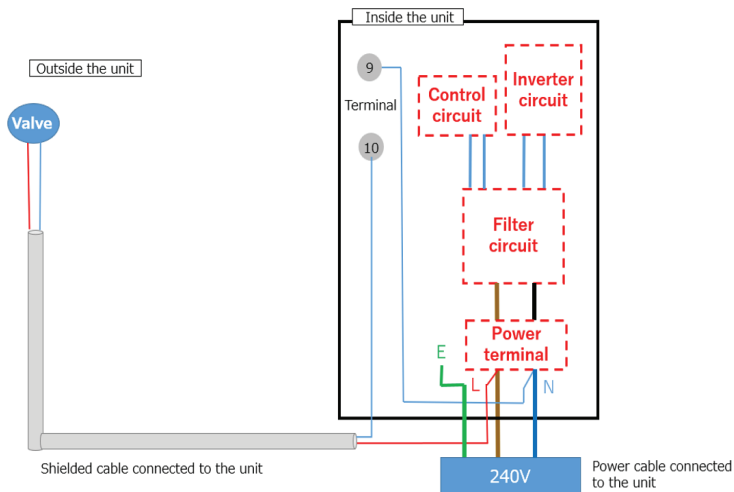 Inside the unit
Outside the unit
9
Terminal
10
Valve
Control
circuit
Inverter
circuit
Filter
circuit
Power
terminal
E
L
N
240V
Shielded cable connected to the unit
Power cable connected
to the unit